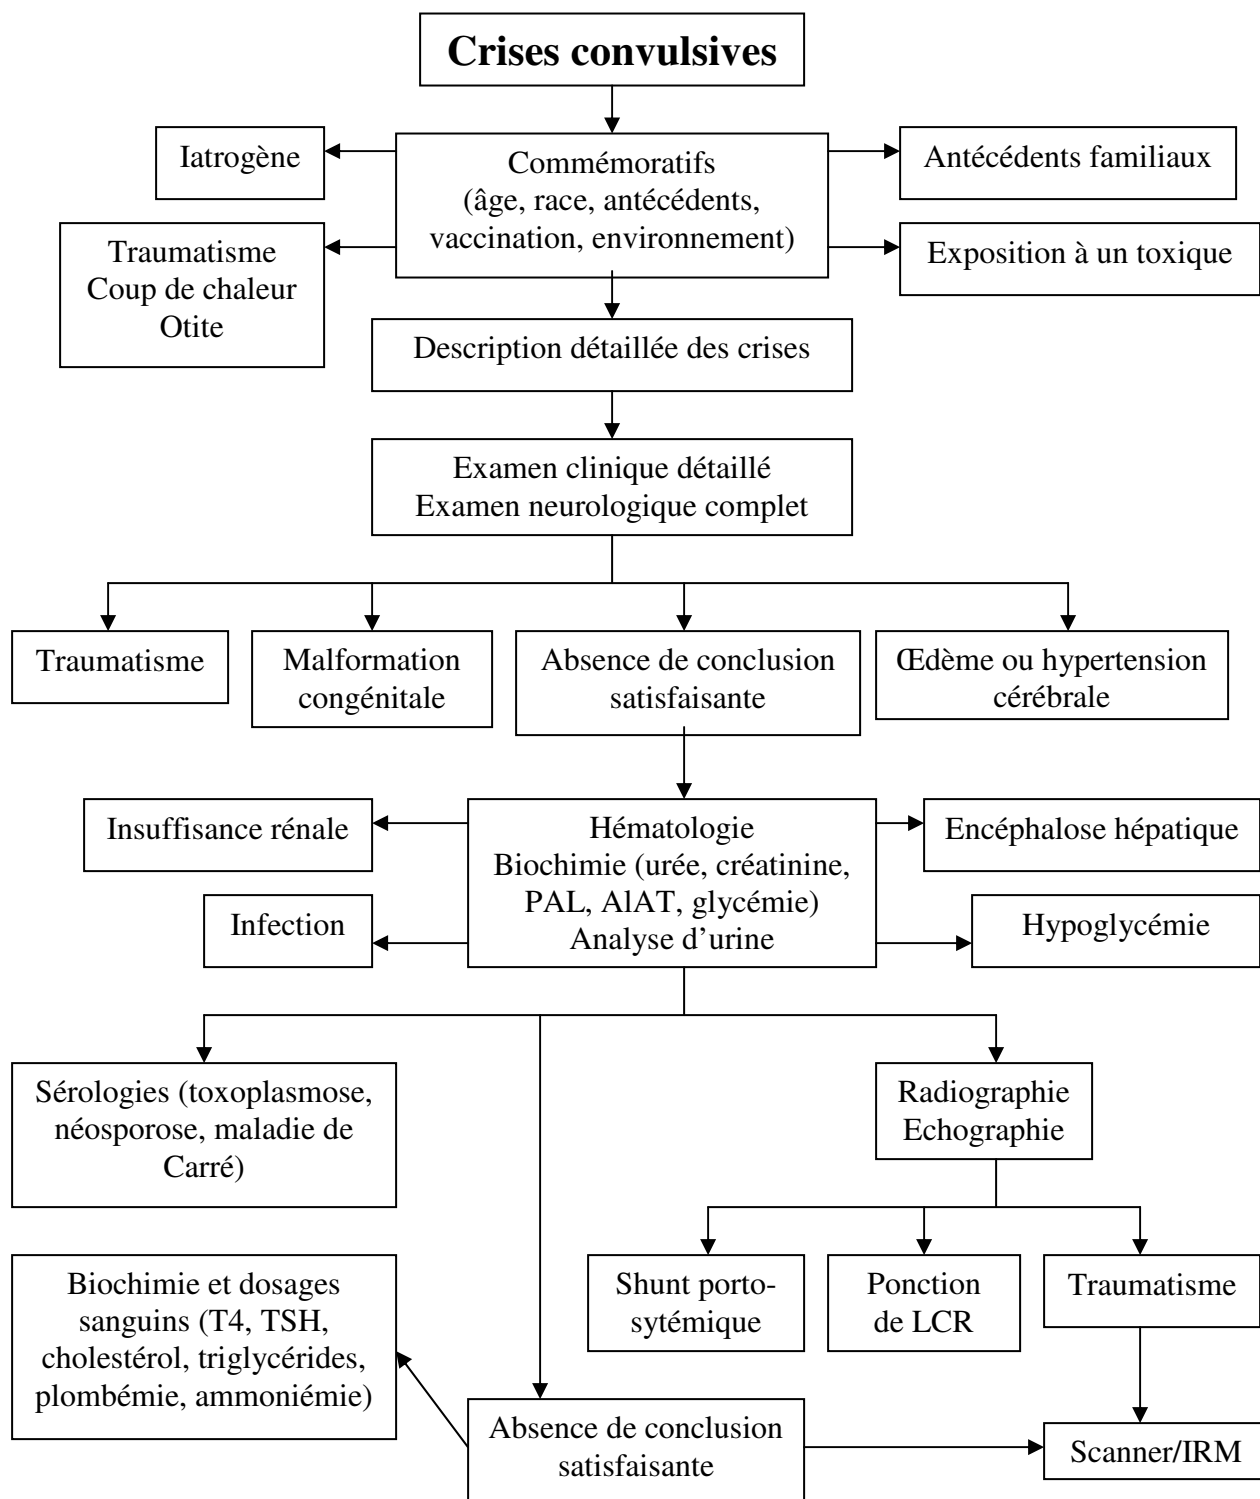 Crises convulsives
Iatrogène
Commémoratifs
(âge, race, antécédents,
vaccination, environnement)
Antécédents familiaux
Traumatisme
Coup de chaleur
Otite
Exposition à un toxique
Description détaillée des crises
Examen clinique détaillé
Examen neurologique complet
Traumatisme
Malformation
congénitale
Absence de conclusion
satisfaisante
Œdème ou hypertension
cérébrale
Insuffisance rénale
Hématologie
Biochimie (urée, créatinine,
PAL, AlAT, glycémie)
Analyse d’urine
Encéphalose hépatique
Infection
Hypoglycémie
Sérologies (toxoplasmose,
néosporose, maladie de
Carré)
Radiographie
Echographie
Biochimie et dosages
sanguins (T4, TSH,
cholestérol, triglycérides,
plombémie, ammoniémie)
Shunt porto-
sytémique
Ponction
de LCR
Traumatisme
Absence de conclusion
satisfaisante
Scanner/IRM